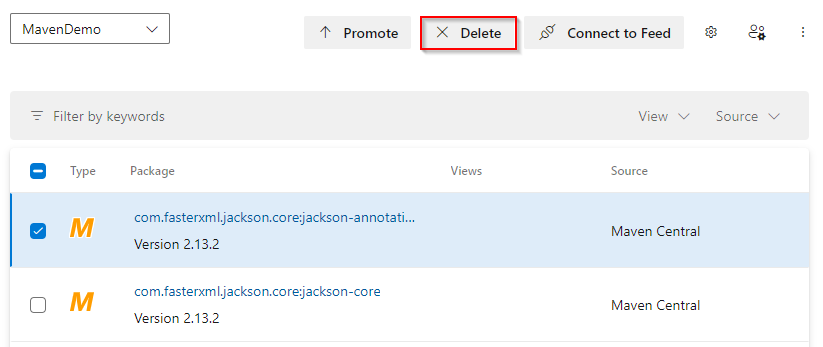 MavenDemo
Promote
Delete
Connect to Feed
Filter by keywords
View
Source
Type Package Views Source
M
com.fasterxml.jackson.core:jackson-annotati...
Version 2.13.2
Maven Central
M
com.fasterxml.jackson.core:jackson-core
Version 2.13.2
Maven Central